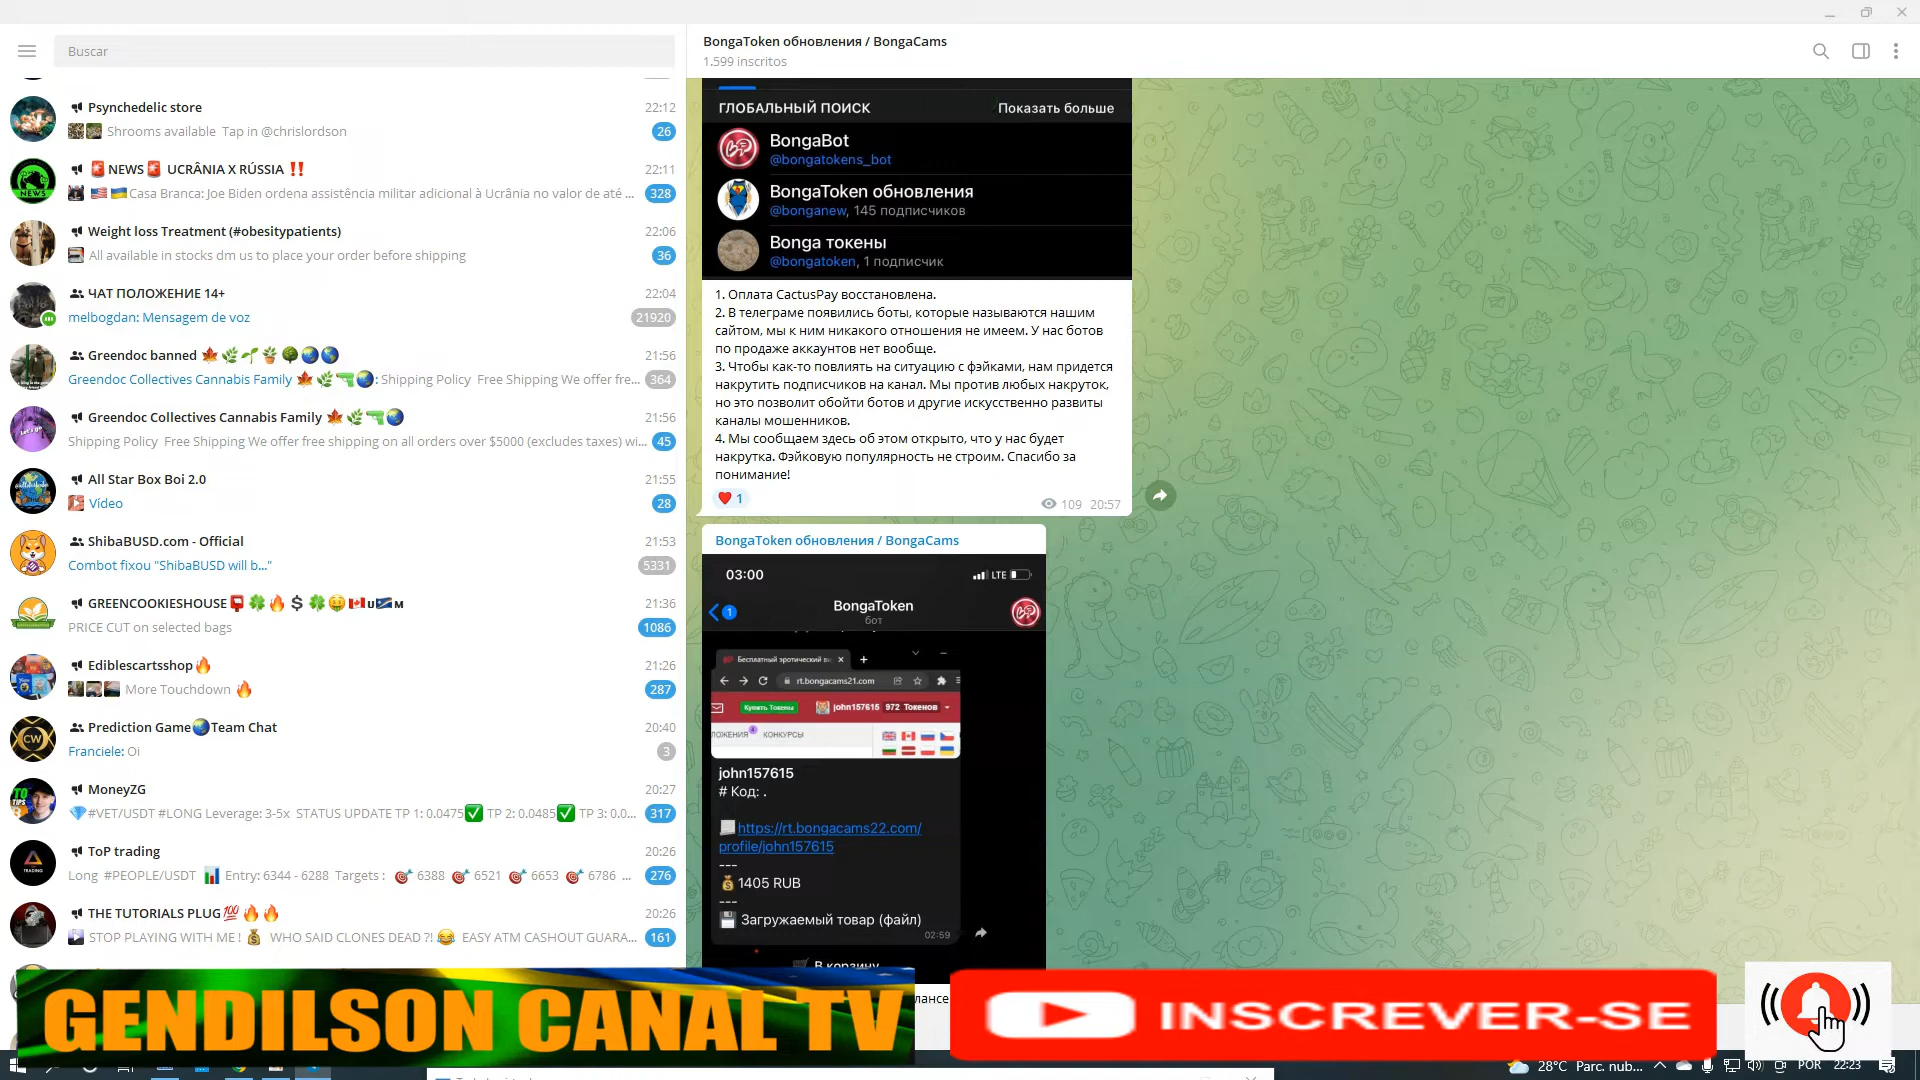 Buscar
Psynchedelic store 22:12
Shrooms available Tap in @chrislordson 26
🚨NEWS🚨 UCRÂNIA X RÚSSIA ‼️ 22:11
🇺🇸 🇺🇦Casa Branca: Joe Biden ordena assistência militar adicional à Ucrânia no valor de até ... 328
Weight loss Treatment (#obesitypatients) 22:06
All available in stocks dm us to place your order before shipping 36
ЧАТ ПОЛОЖЕНИЕ 14+ 22:04
melbogdan: Mensagem de voz 21920
Greendoc banned 21:56
Greendoc Collectives Cannabis Family : Shipping Policy Free Shipping We offer fre... 364
Greendoc Collectives Cannabis Family 21:56
Shipping Policy Free Shipping We offer free shipping on all orders over $5000 (excludes taxes) wi... 45
All Star Box Boi 2.0 21:55
Vídeo 28
ShibaBUSD.com - Official 21:53
Combot fixou "ShibaBUSD will b..." 5331
GREENCOOKIESHOUSE 21:36
PRICE CUT on selected bags 1086
Ediblescartsshop🔥 21:26
More Touchdown 🔥 287
Prediction Game🌏Team Chat 20:40
Franciele: Oi 3
MoneyZG 20:27
💎#VET/USDT #LONG Leverage: 3-5x STATUS UPDATE TP 1: 0.0475✅ TP 2: 0.0485✅ TP 3: 0.0... 317
ToP trading 20:26
Long #PEOPLE/USDT 📊 Entry: 6344 - 6288 Targets : 🎯 6388 🎯 6521 🎯 6653 🎯 6786 ... 276
THE TUTORIALS PLUG💯🔥🔥 20:26
STOP PLAYING WITH ME ! 💰 WHO SAID CLONES DEAD ?! 😂 EASY ATM CASHOUT GUARA... 161
BongaToken обновления / BongaCams
1.599 inscritos
ГЛОБАЛЬНЫЙ ПОИСК Показать больше
BongaBot
@bongatokens_bot
BongaToken обновления
@bonganew, 145 подписчиков
Bonga токены
@bongatoken, 1 подписчик
1. Оплата CactusPay восстановлена.
2. В телеграме появились боты, которые называются нашим
сайтом, мы к ним никакого отношения не имеем. У нас ботов
по продаже аккаунтов нет вообще.
3. Чтобы как-то повлиять на ситуацию с фэйками, нам придется
накрутить подписчиков на канал. Мы против любых накруток,
но это позволит обойти ботов и другие искусственно развиты
каналы мошенников.
4. Мы сообщаем здесь об этом открыто, что у нас будет
накрутка. Фэйковую популярность не строим. Спасибо за
понимание!
❤️ 1 109 20:57
BongaToken обновления / BongaCams
03:00 LTE
1 BongaToken
бот
Бесплатный эротический ви
rt.bongacams21.com
Купить Токены john157615 972 Токенов
ЛОЖЕНИЯ 4 КОНКУРСЫ
john157615
# Код: .
https://rt.bongacams22.com/
profile/john157615
---
💰1405 RUB
---
💾 Загружаемый товар (файл)
02:59
В корзину
лансе
GENDILSON CANAL TV
INSCREVER-SE
28°C Parc. nub... POR 22:23